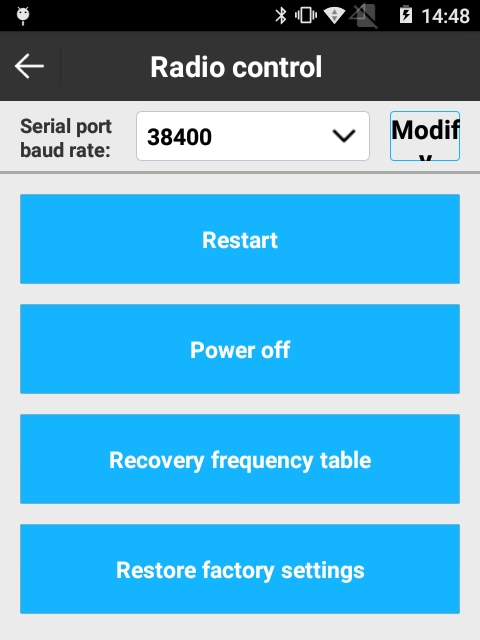 14:48
Radio control
Serial port
baud rate:
38400
Modif
y
Restart
Power off
Recovery frequency table
Restore factory settings